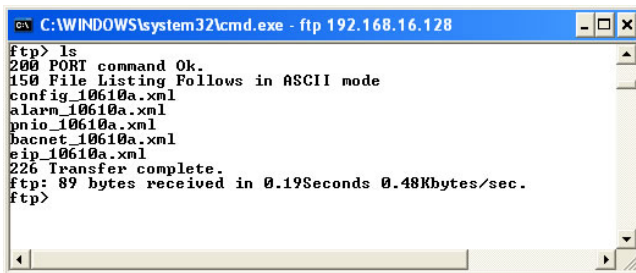 C:\WINDOWS\system32\cmd.exe - ftp 192.168.16.128
ftp> ls
200 PORT command Ok.
150 File Listing Follows in ASCII mode
config_10610a.xml
alarm_10610a.xml
pnio_10610a.xml
bacnet_10610a.xml
eip_10610a.xml
226 Transfer complete.
ftp: 89 bytes received in 0.19Seconds 0.48Kbytes/sec.
ftp>